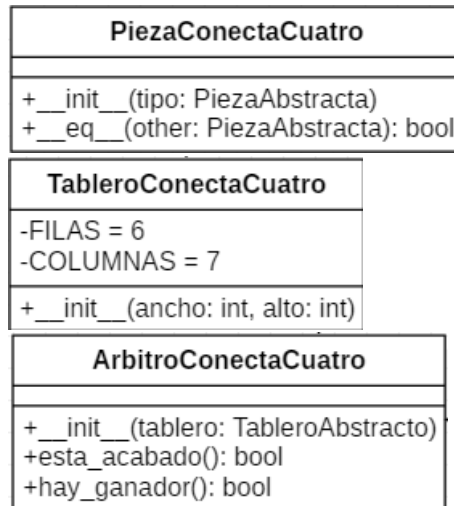 PiezaConectaCuatro
+__init__(tipo: PiezaAbstracta)
+__eq__(other: PiezaAbstracta): bool
TableroConectaCuatro
-FILAS = 6
-COLUMNAS = 7
+__init__(ancho: int, alto: int)
ArbitroConectaCuatro
+__init__(tablero: TableroAbstracto)
+esta_acabado(): bool
+hay_ganador(): bool